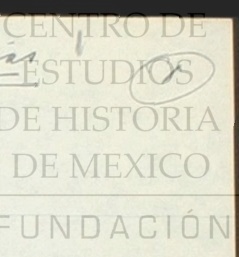 CENTRO DE
ESTUDIOS
DE HISTORIA
DE MEXICO
FUNDACIÓN